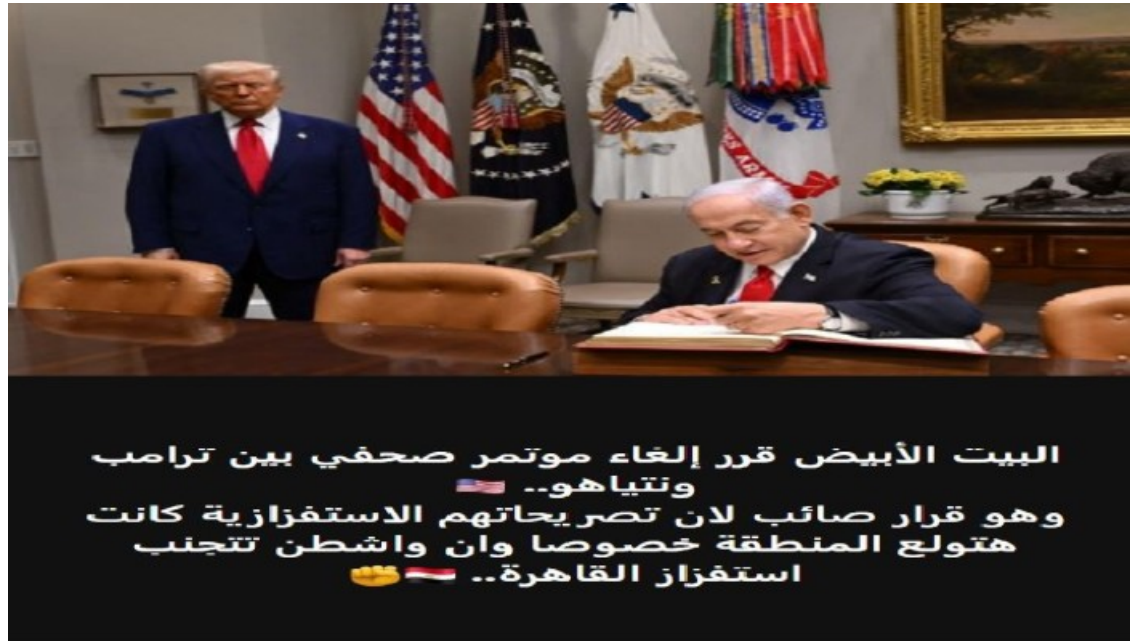 البيت الأبيض قرر إلغاء موتمر صحفي بين ترامب
ونتياهو.. 🇺🇸
وهو قرار صائب لان تصريحاتهم الاستفزازية كانت
هتولع المنطقة خصوصا وان واشطن تتجنب
استفزاز القاهرة.. 🇪🇬✊